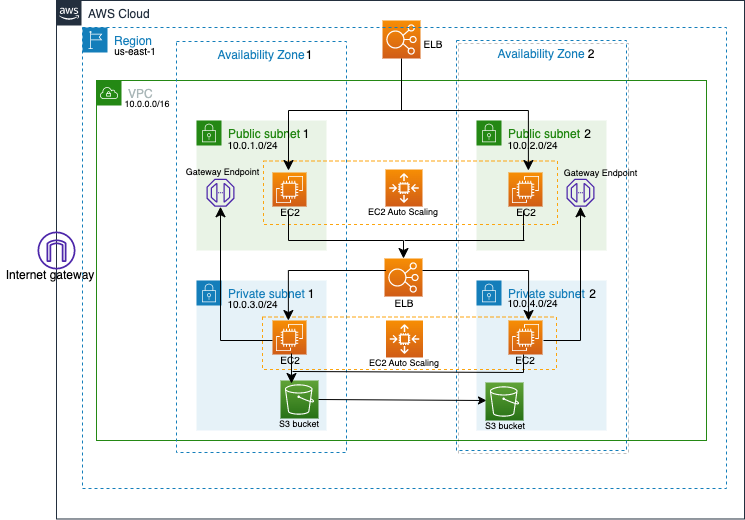 aws
AWS Cloud
Region
us-east-1
Availability Zone 1
ELB
Availability Zone 2
VPC
10.0.0.0/16
Public subnet 1
10.0.1.0/24
Public subnet 2
10.0.2.0/24
Gateway Endpoint
Gateway Endpoint
EC2
EC2 Auto Scaling
EC2
Internet gateway
ELB
Private subnet 1
10.0.3.0/24
Private subnet 2
10.0.4.0/24
EC2
EC2 Auto Scaling
EC2
S3 bucket
S3 bucket